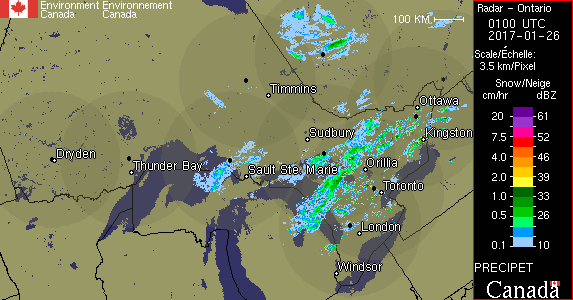 Environment Environnement
Canada Canada
100 KM
Timmins
Ottawa
Sudbury
Kingston
Dryden
Thunder Bay
Sault Ste. Marie
Orillia
Toronto
London
Windsor
Radar - Ontario
0100 UTC
2017-01-26
Scale/Échelle:
3.5 km/Pixel
Snow/Neige
cm/hr dBZ
20 61
7.5 52
4.0 46
2.0 39
1.0 33
0.5 26
0.1 10
PRECIPET
Canada